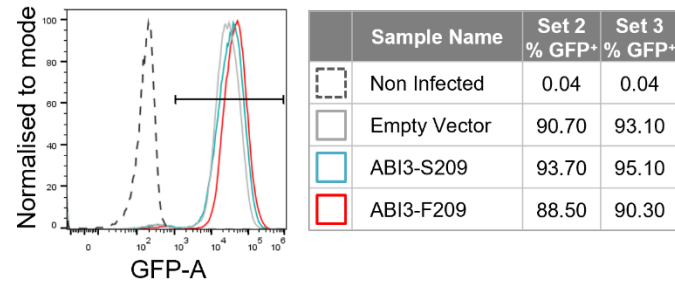 Normalised to mode
100
80
60
40
20
0
0 10² 10³ 10⁴ 10⁵ 10⁶
GFP-A
Sample Name Set 2 % GFP⁺ Set 3 % GFP⁺
Non Infected 0.04 0.04
Empty Vector 90.70 93.10
ABI3-S209 93.70 95.10
ABI3-F209 88.50 90.30